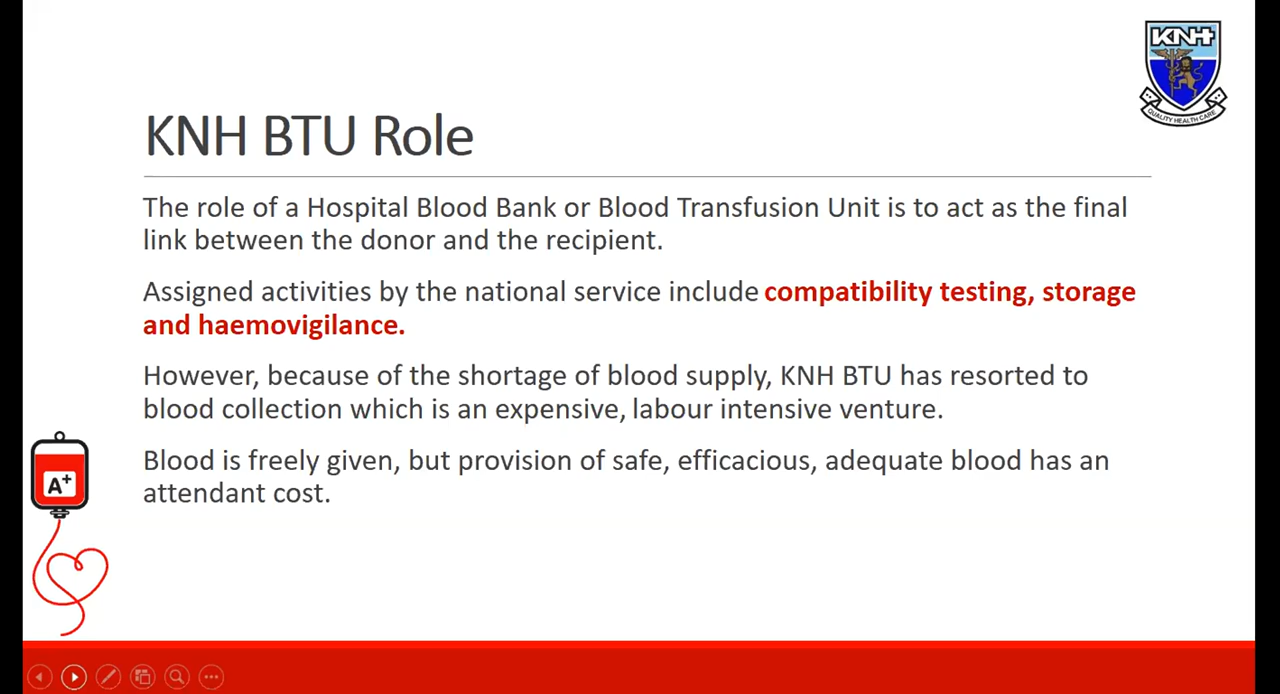 KNH
QUALITY HEALTH CARE
KNH BTU Role
The role of a Hospital Blood Bank or Blood Transfusion Unit is to act as the final
link between the donor and the recipient.
Assigned activities by the national service include compatibility testing, storage
and haemovigilance.
However, because of the shortage of blood supply, KNH BTU has resorted to
blood collection which is an expensive, labour intensive venture.
Blood is freely given, but provision of safe, efficacious, adequate blood has an
attendant cost.
A+